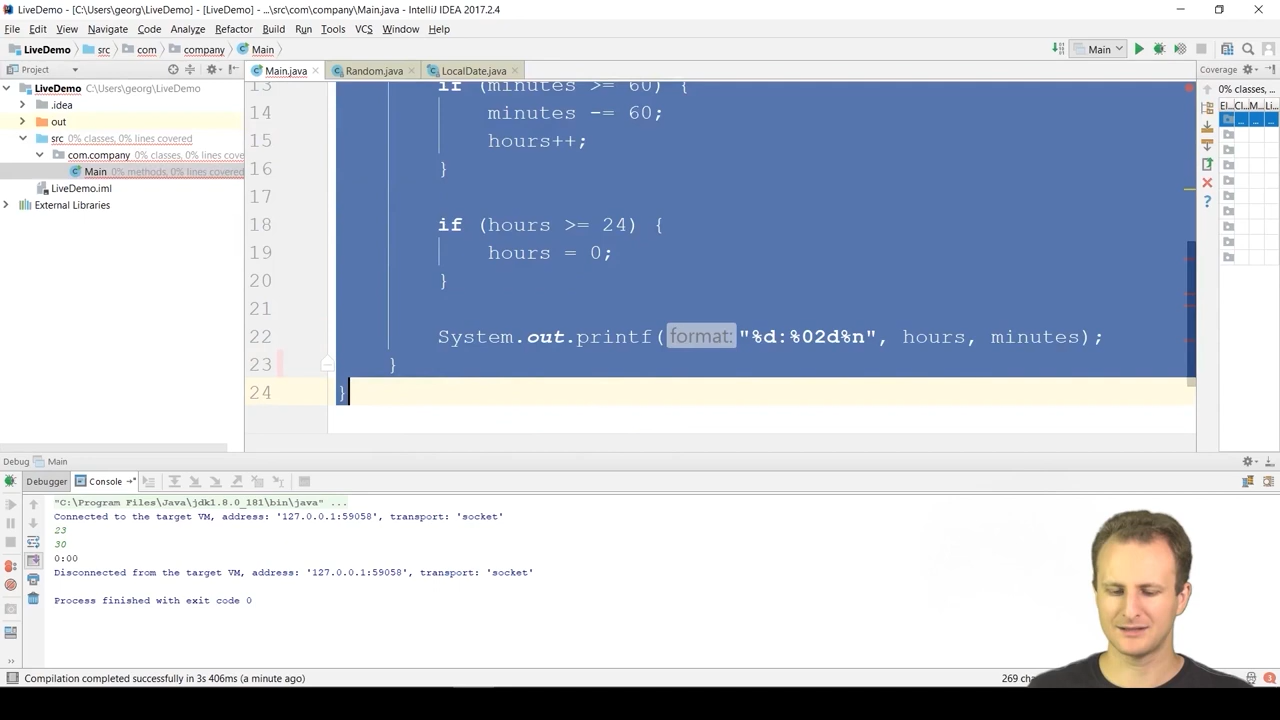 LiveDemo - [C:\Users\georg\LiveDemo] - [LiveDemo] - ...\src\com\company\Main.java - IntelliJ IDEA 2017.2.4
File Edit View Navigate Code Analyze Refactor Build Run Tools VCS Window Help
LiveDemo src com company Main
Main
Project
Main.java Random.java LocalDate.java
Coverage
LiveDemo C:\Users\georg\LiveDemo
.idea
out
src 0% classes, 0% lines covered
com.company 0% classes, 0% lines cove
Main 0% methods, 0% lines covered
LiveDemo.iml
External Libraries
13 if (minutes >= 60) {
14 minutes -= 60;
15 hours++;
16 }
17
18 if (hours >= 24) {
19 hours = 0;
20 }
21
22 System.out.printf(format: "%d:%02d%n", hours, minutes);
23 }
24 }
0% classes, ...
El... Cl... M... Li...
... ... ...
Debug Main
Debugger Console
"C:\Program Files\Java\jdk1.8.0_181\bin\java" ...
Connected to the target VM, address: '127.0.0.1:59058', transport: 'socket'
23
30
0:00
Disconnected from the target VM, address: '127.0.0.1:59058', transport: 'socket'
Process finished with exit code 0
Compilation completed successfully in 3s 406ms (a minute ago)
269